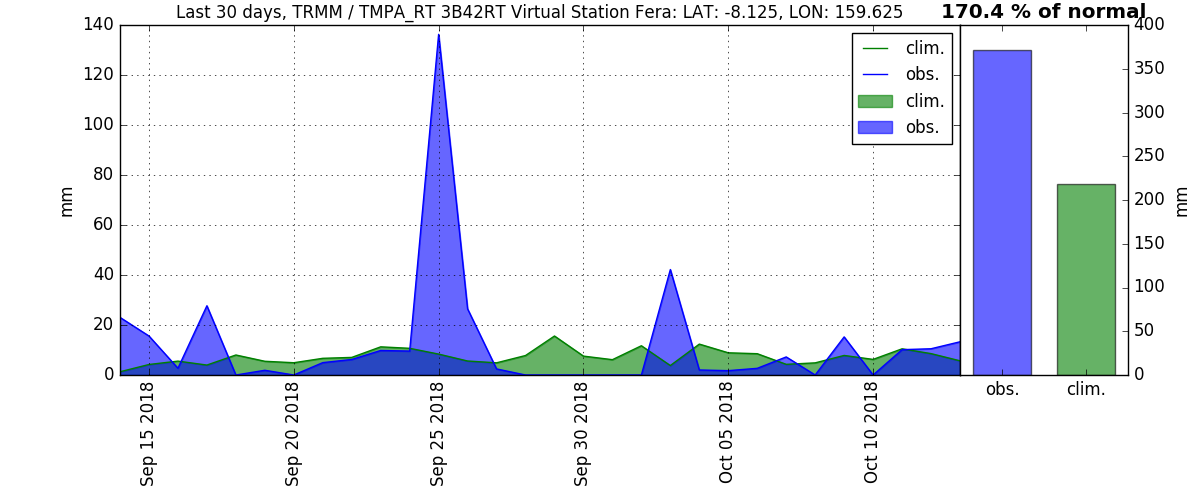 Last 30 days, TRMM / TMPA_RT 3B42RT Virtual Station Fera: LAT: -8.125, LON: 159.625
170.4 % of normal
140
120
100
80
60
40
20
0
mm
clim.
obs.
clim.
obs.
Sep 15 2018
Sep 20 2018
Sep 25 2018
Sep 30 2018
Oct 05 2018
Oct 10 2018
400
350
300
250
200
150
100
50
0
mm
obs.
clim.